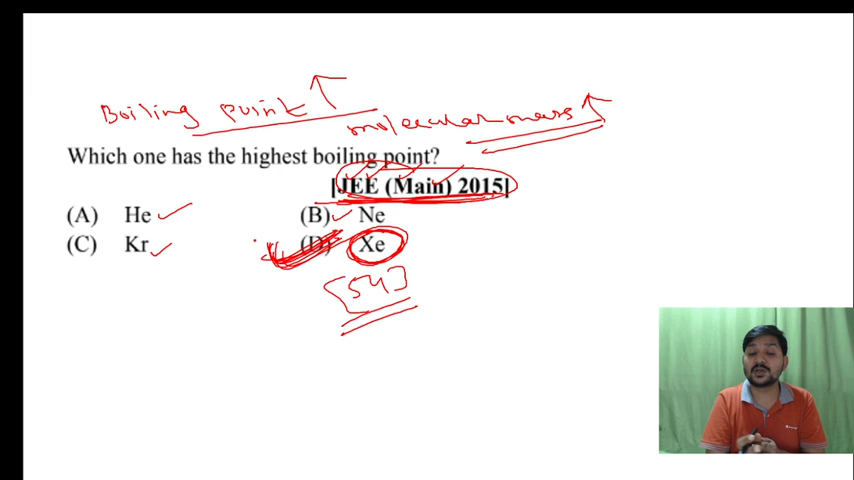 Boiling point ↑
molecular mass ↑
Which one has the highest boiling point?
[JEE (Main) 2015]
(A) He (B) Ne
(C) Kr (D) Xe
[54]